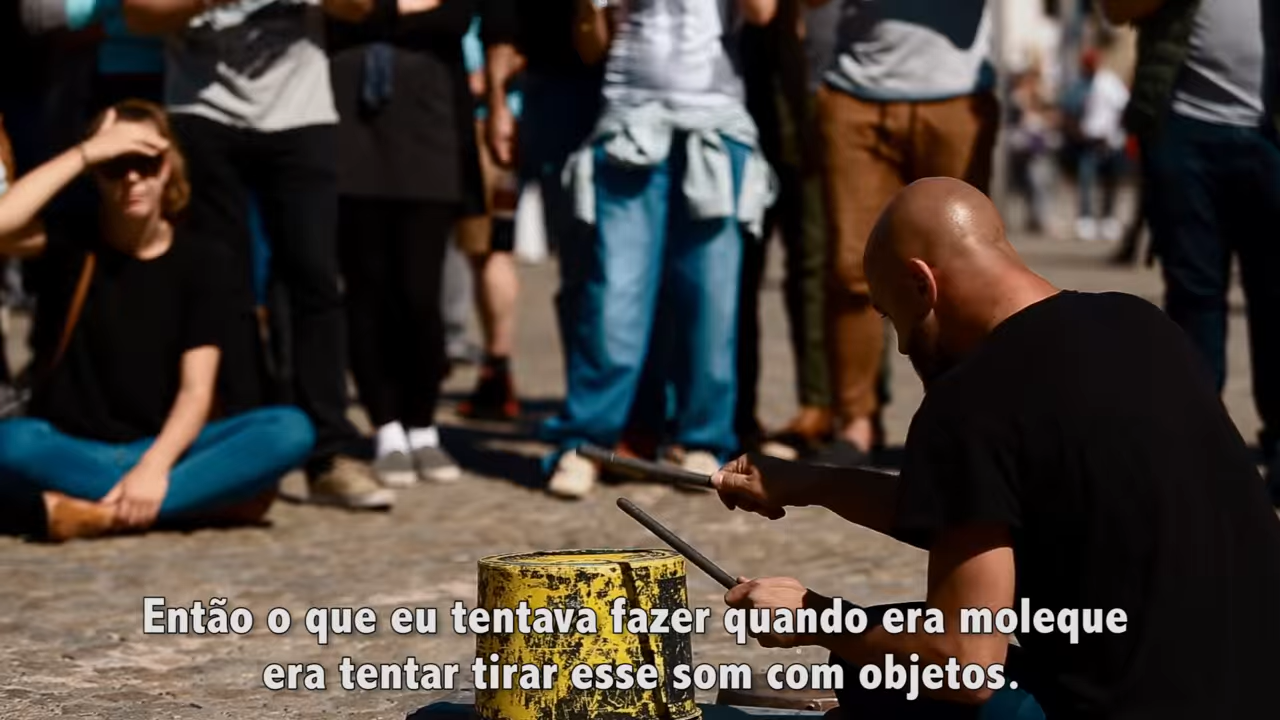 Então o que eu tentava fazer quando era moleque
era tentar tirar esse som com objetos.